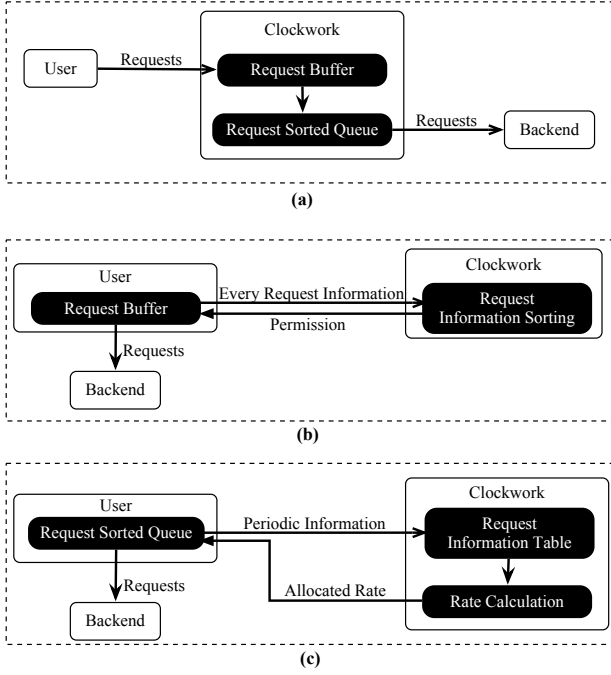 Clockwork
User
Requests
Request Buffer
Request Sorted Queue
Requests
Backend
(a)
User
Clockwork
Request Buffer
Every Request Information
Permission
Request
Information Sorting
Requests
Backend
(b)
User
Clockwork
Request Sorted Queue
Periodic Information
Request
Information Table
Allocated Rate
Rate Calculation
Requests
Backend
(c)